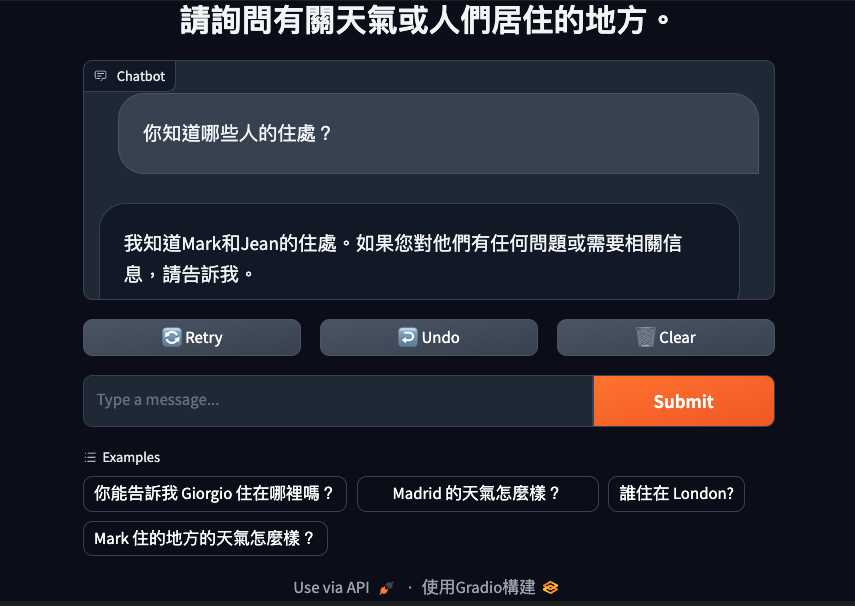 請詢問有關天氣或人們居住的地方。
Chatbot
你知道哪些人的住處？
我知道Mark和Jean的住處。如果您對他們有任何問題或需要相關信
息，請告訴我。
Retry
Undo
Clear
Type a message...
Submit
Examples
你能告訴我 Giorgio 住在哪裡嗎？
Madrid 的天氣怎麼樣？
誰住在 London?
Mark 住的地方的天氣怎麼樣？
Use via API · 使用Gradio構建